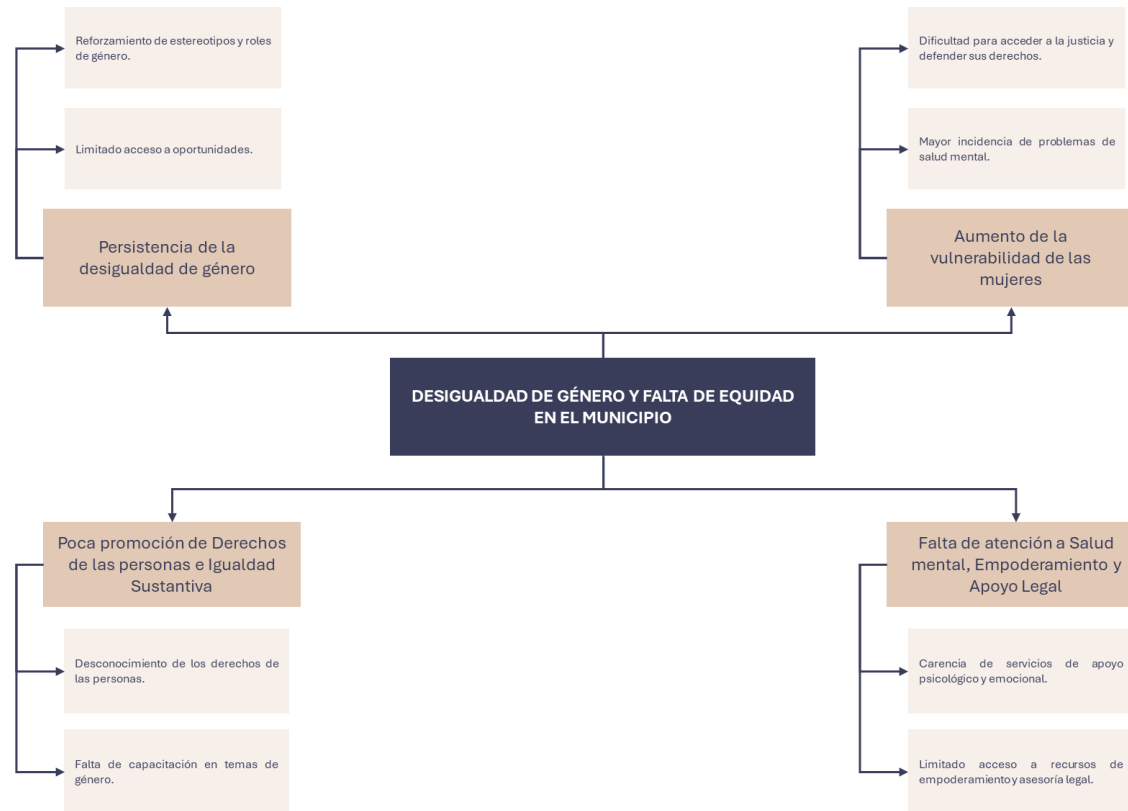 Reforzamiento de estereotipos y roles
de género.
Limitado acceso a oportunidades.
Persistencia de la
desigualdad de género
Dificultad para acceder a la justicia y
defender sus derechos.
Mayor incidencia de problemas de
salud mental.
Aumento de la
vulnerabilidad de las
mujeres
DESIGUALDAD DE GÉNERO Y FALTA DE EQUIDAD
EN EL MUNICIPIO
Poca promoción de Derechos
de las personas e Igualdad
Sustantiva
Desconocimiento de los derechos de
las personas.
Falta de capacitación en temas de
género.
Falta de atención a Salud
mental, Empoderamiento y
Apoyo Legal
Carencia de servicios de apoyo
psicológico y emocional.
Limitado acceso a recursos de
empoderamiento y asesoría legal.